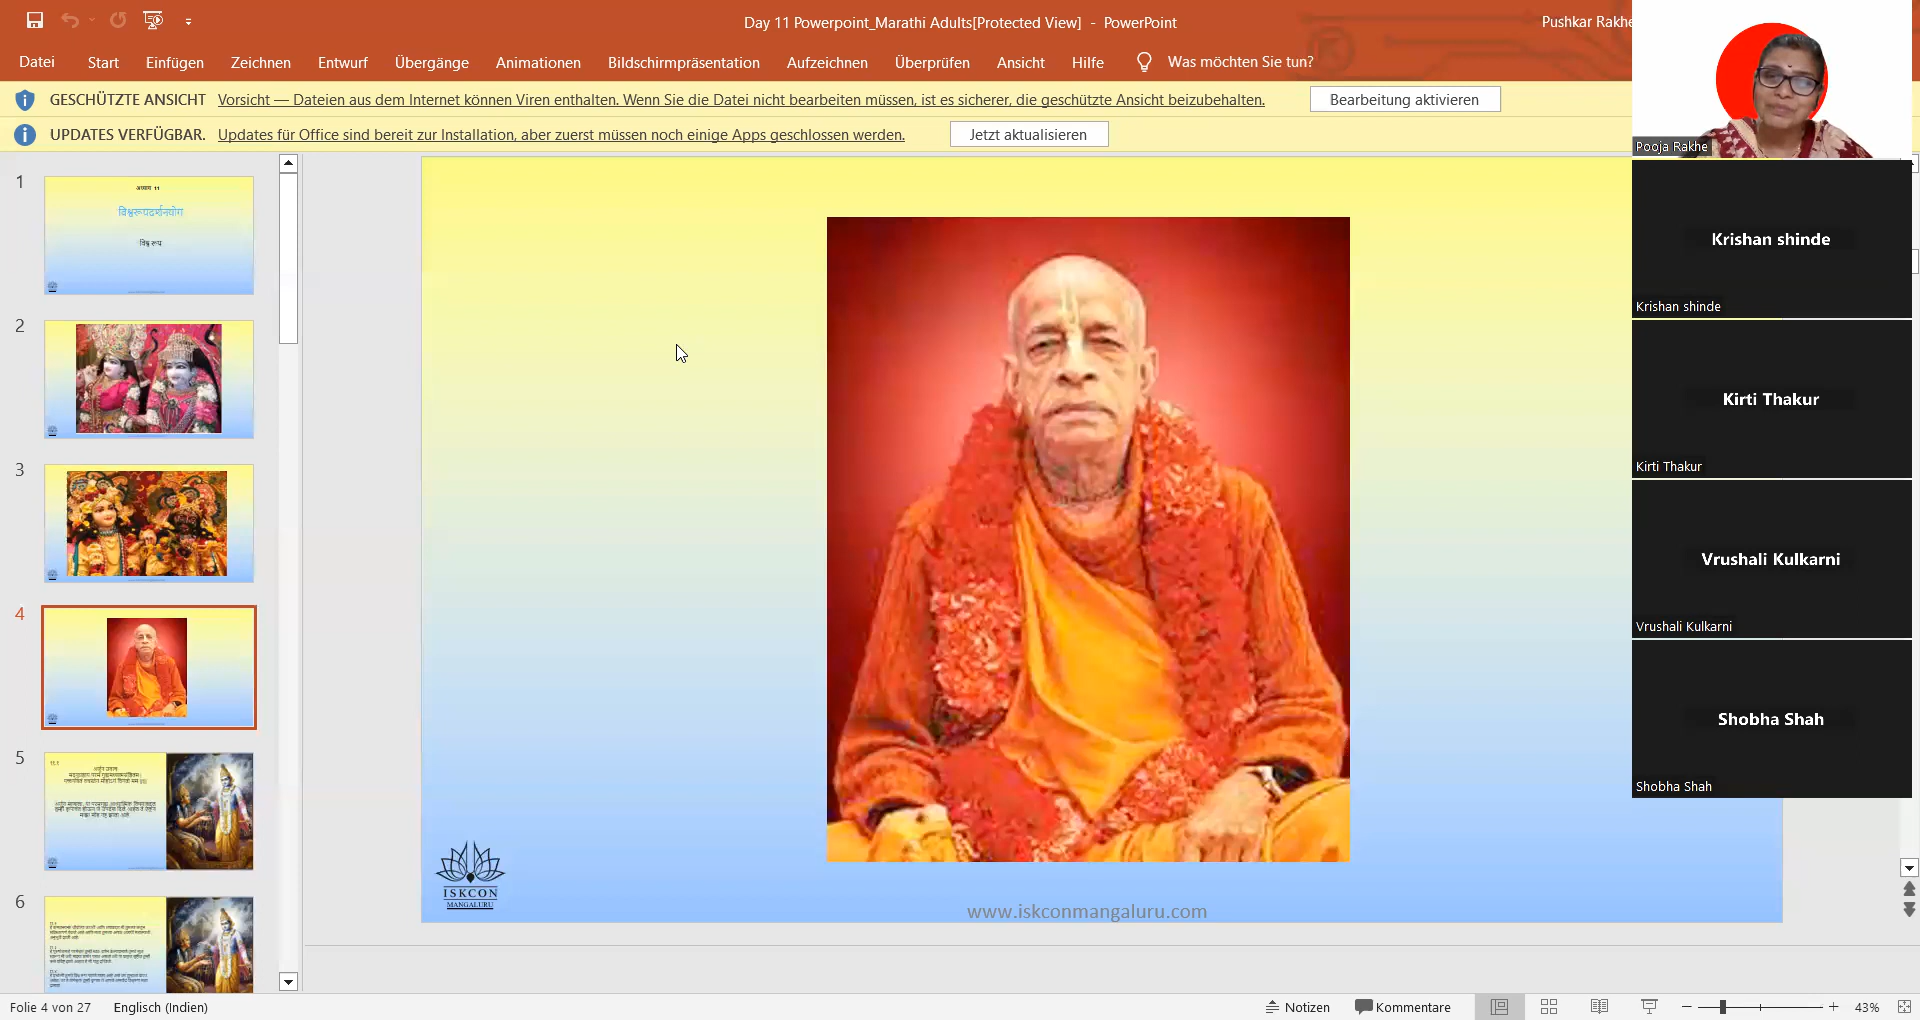 Day 11 Powerpoint_Marathi Adults[Protected View] - PowerPoint
Pushkar Rakhe
Datei Start Einfügen Zeichnen Entwurf Übergänge Animationen Bildschirmpräsentation Aufzeichnen Überprüfen Ansicht Hilfe Was möchten Sie tun?
GESCHÜTZTE ANSICHT Vorsicht — Dateien aus dem Internet können Viren enthalten. Wenn Sie die Datei nicht bearbeiten müssen, ist es sicherer, die geschützte Ansicht beizubehalten. Bearbeitung aktivieren
UPDATES VERFÜGBAR. Updates für Office sind bereit zur Installation, aber zuerst müssen noch einige Apps geschlossen werden. Jetzt aktualisieren
Pooja Rakhe
1
अध्याय 11
विश्वरूपदर्शनयोग
विश्व रूप
2
3
4
5
6
ISKCON
MANGALURU
www.iskconmangaluru.com
Krishan shinde
Krishan shinde
Kirti Thakur
Kirti Thakur
Vrushali Kulkarni
Vrushali Kulkarni
Shobha Shah
Shobha Shah
Folie 4 von 27 Englisch (Indien) Notizen Kommentare 43%